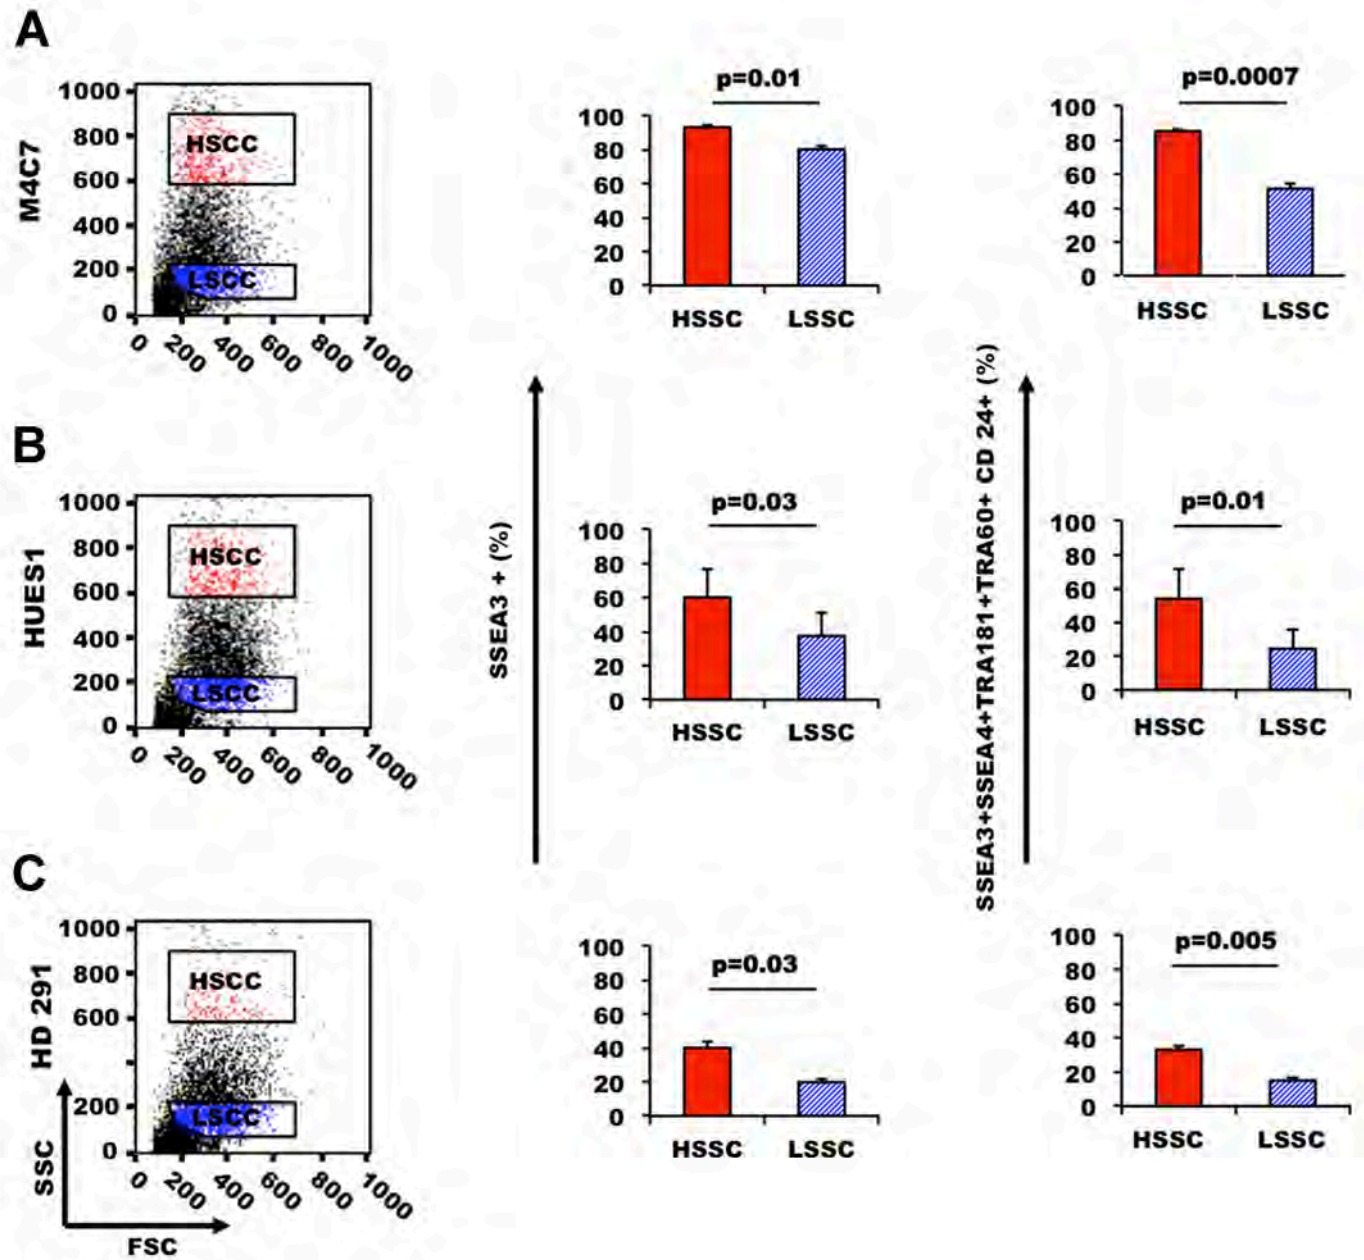 A
M4C7
1000
800
600
400
200
0
HSCC
LSCC
0 200 400 600 800 1000
p=0.01
100
80
60
40
20
0
HSSC LSSC
p=0.0007
100
80
60
40
20
0
HSSC LSSC
B
HUES1
1000
800
600
400
200
0
HSCC
LSCC
0 200 400 600 800 1000
SSEA3 + (%)
p=0.03
100
80
60
40
20
0
HSSC LSSC
SSEA3+SSEA4+TRA181+TRA60+ CD 24+ (%)
p=0.01
100
80
60
40
20
0
HSSC LSSC
C
HD 291
1000
800
600
200
0
HSCC
LSCC
0 200 400 600 800 1000
SSC
FSC
p=0.03
100
80
60
40
20
0
HSSC LSSC
p=0.005
100
80
60
40
20
0
HSSC LSSC